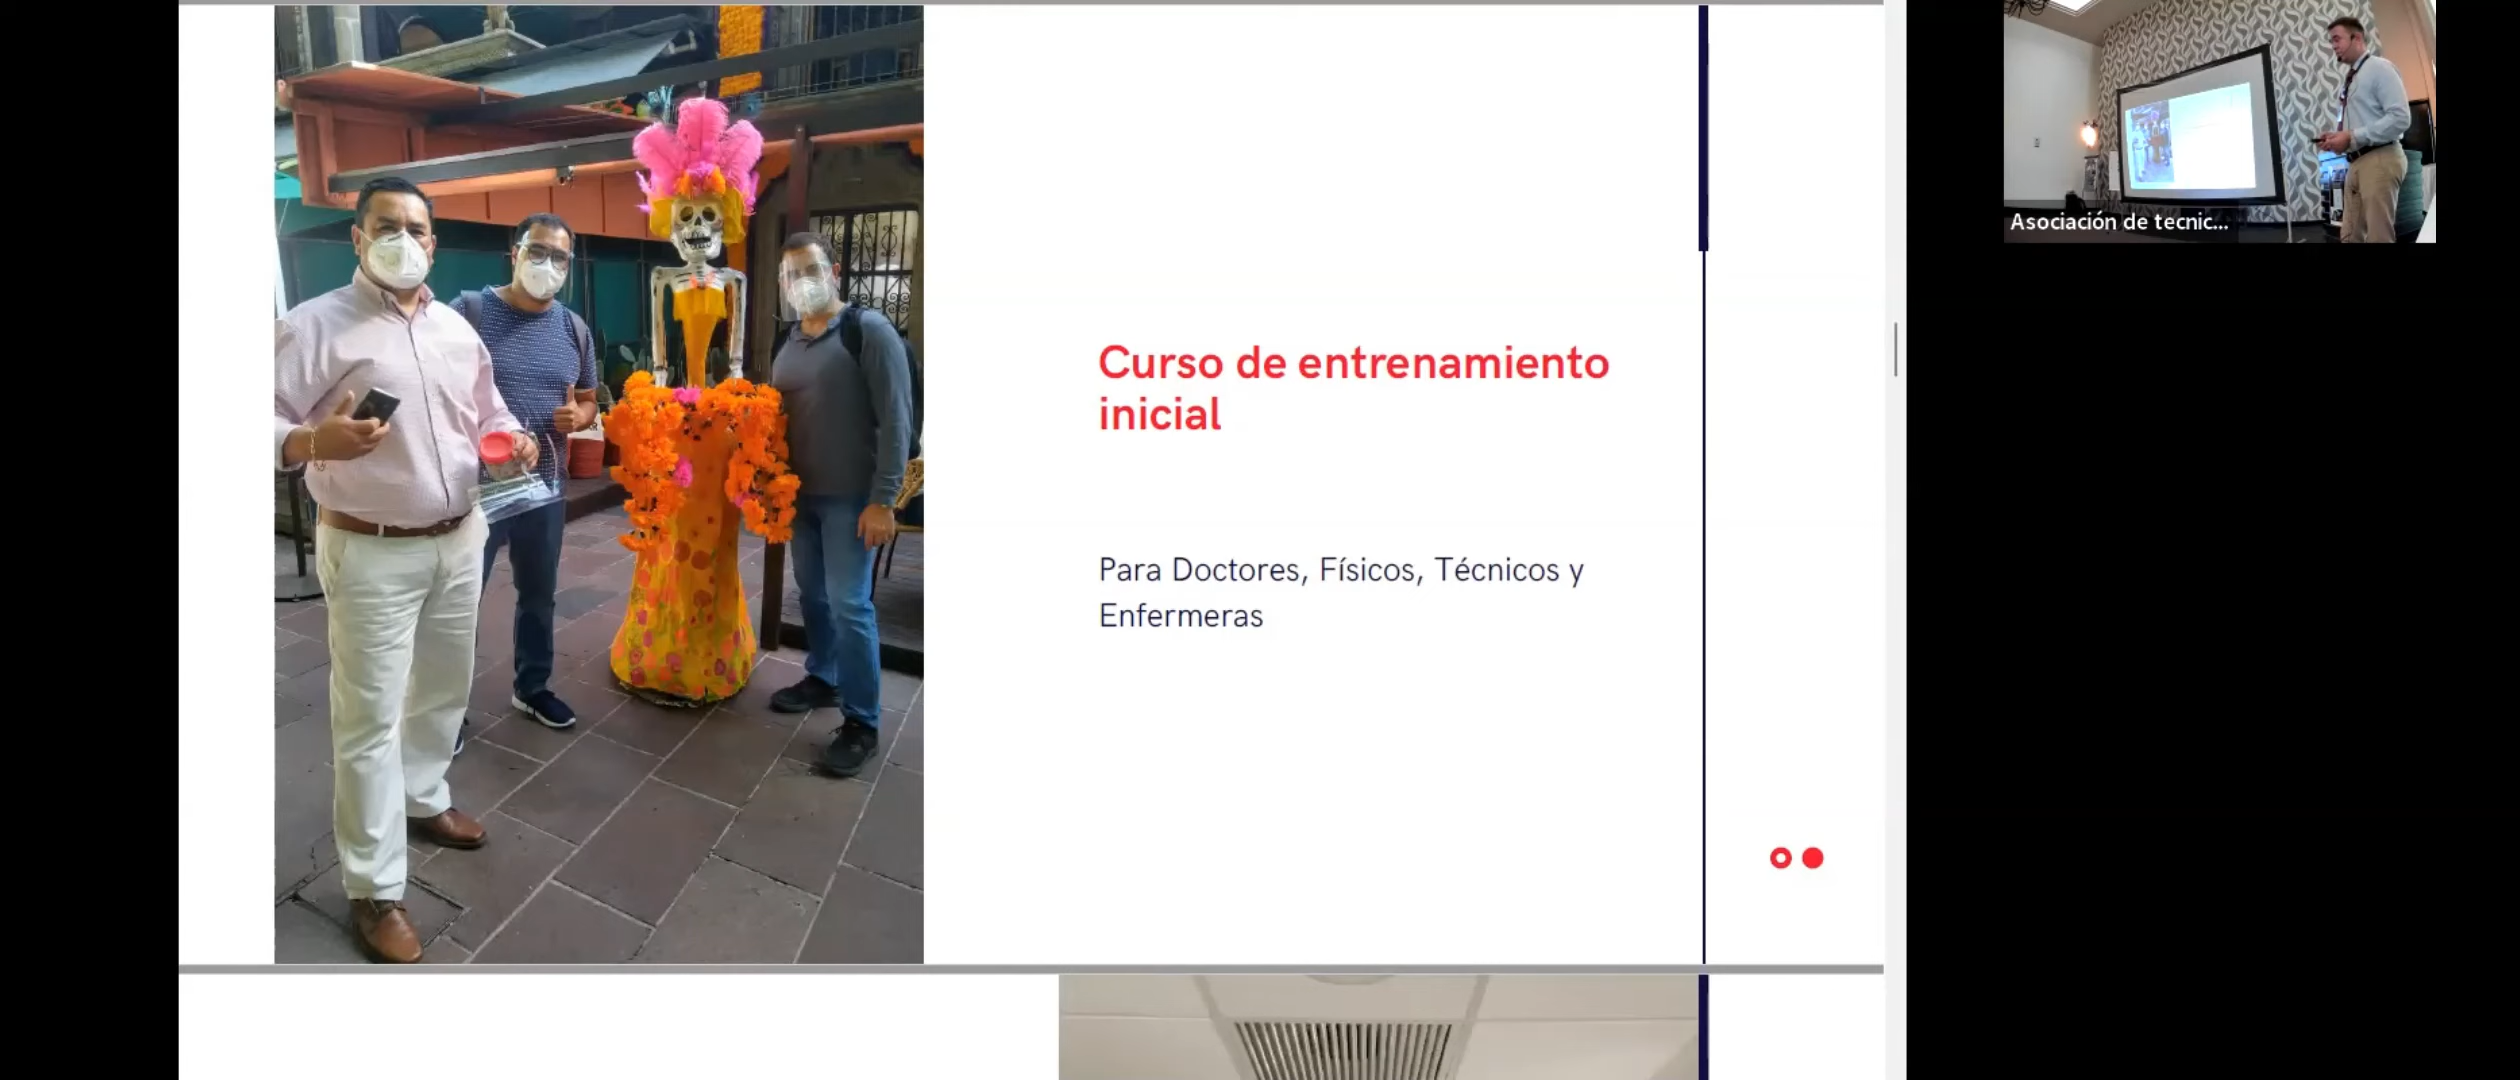 Curso de entrenamiento
inicial
Para Doctores, Físicos, Técnicos y
Enfermeras
Asociación de tecnic...